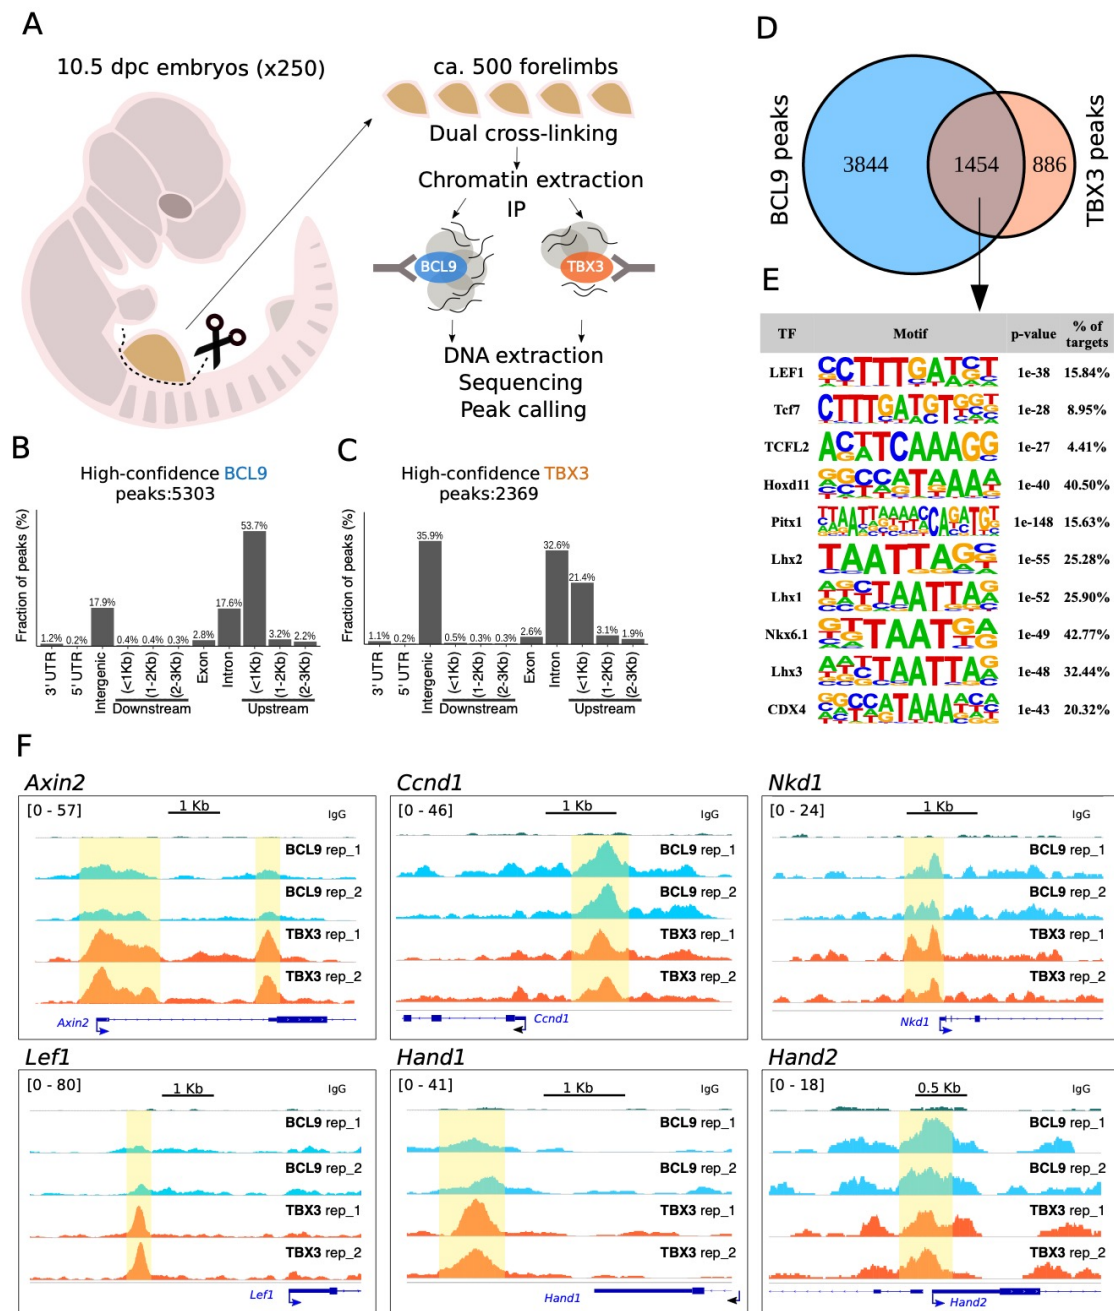 A
10.5 dpc embryos (x250)
ca. 500 forelimbs
Dual cross-linking
Chromatin extraction
IP
BCL9
TBX3
DNA extraction
Sequencing
Peak calling
B
High-confidence BCL9
peaks:5303
Fraction of peaks (%)
1.2%
0.2%
17.9%
0.4%
0.4%
0.3%
2.8%
17.6%
53.7%
3.2%
2.2%
3' UTR
5' UTR
Intergenic
(<1Kb)
(1-2Kb)
(2-3Kb)
Exon
Intron
(<1Kb)
(1-2Kb)
(2-3Kb)
Downstream
Upstream
C
High-confidence TBX3
peaks:2369
Fraction of peaks (%)
1.1%
0.2%
35.9%
0.5%
0.3%
0.3%
2.6%
32.6%
21.4%
3.1%
1.9%
3' UTR
5' UTR
Intergenic
(<1Kb)
(1-2Kb)
(2-3Kb)
Exon
Intron
(<1Kb)
(1-2Kb)
(2-3Kb)
Downstream
Upstream
D
BCL9 peaks
3844
1454
886
TBX3 peaks
E
TF Motif p-value % of targets
LEF1 1e-38 15.84%
Tcf7 1e-28 8.95%
TCFL2 1e-27 4.41%
Hoxd11 1e-40 40.50%
Pitx1 1e-148 15.63%
Lhx2 1e-55 25.28%
Lhx1 1e-52 25.90%
Nkx6.1 1e-49 42.77%
Lhx3 1e-48 32.44%
CDX4 1e-43 20.32%
F
Axin2
[0 - 57] 1 Kb IgG
BCL9 rep_1
BCL9 rep_2
TBX3 rep_1
TBX3 rep_2
Axin2
Ccnd1
[0 - 46] 1 Kb IgG
BCL9 rep_1
BCL9 rep_2
TBX3 rep_1
TBX3 rep_2
Ccnd1
Nkd1
[0 - 24] 1 Kb IgG
BCL9 rep_1
BCL9 rep_2
TBX3 rep_1
TBX3 rep_2
Nkd1
Lef1
[0 - 80] 1 Kb IgG
BCL9 rep_1
BCL9 rep_2
TBX3 rep_1
TBX3 rep_2
Lef1
Hand1
[0 - 41] 1 Kb IgG
BCL9 rep_1
BCL9 rep_2
TBX3 rep_1
TBX3 rep_2
Hand1
Hand2
[0 - 18] 0.5 Kb IgG
BCL9 rep_1
BCL9 rep_2
TBX3 rep_1
TBX3 rep_2
Hand2